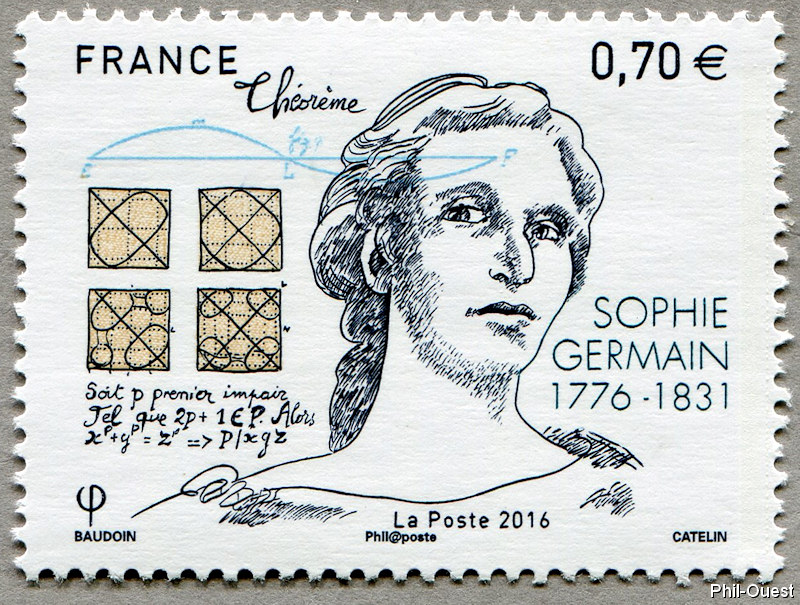 FRANCE
0,70 €
Théorème
m
E
L
F
SOPHIE
GERMAIN
1776 - 1831
Soit p premier impair
Tel que 2p + 1 ∈ P. Alors
x^p + y^p = z^p => p/xyz
φ
La Poste 2016
BAUDOIN
Phil@poste
CATELIN
Phil-Ouest